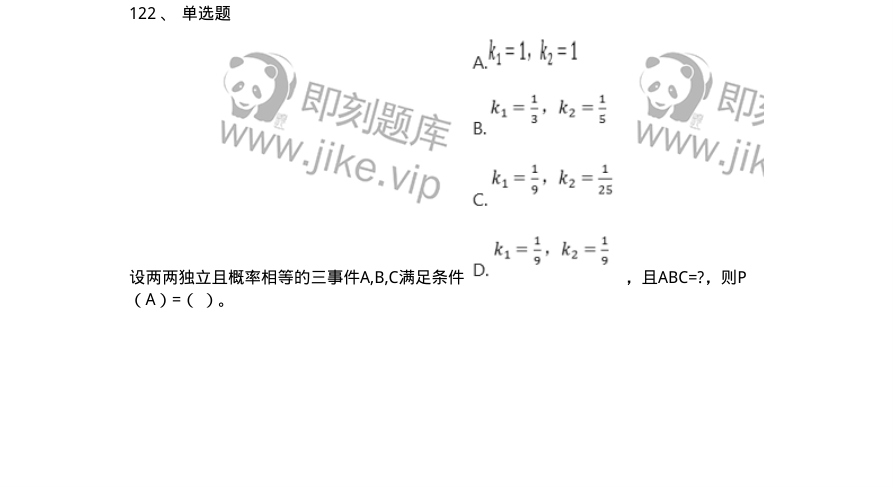 122 、 单选题
A. k₁ = 1, k₂ = 1
B. k₁ = 1/3, k₂ = 1/5
C. k₁ = 1/9, k₂ = 1/25
D. k₁ = 1/9, k₂ = 1/9
即刻题库
www.jike.vip
即
www.jik
设两两独立且概率相等的三事件A,B,C满足条件 ，且ABC=?，则P
（A）=（ ）。